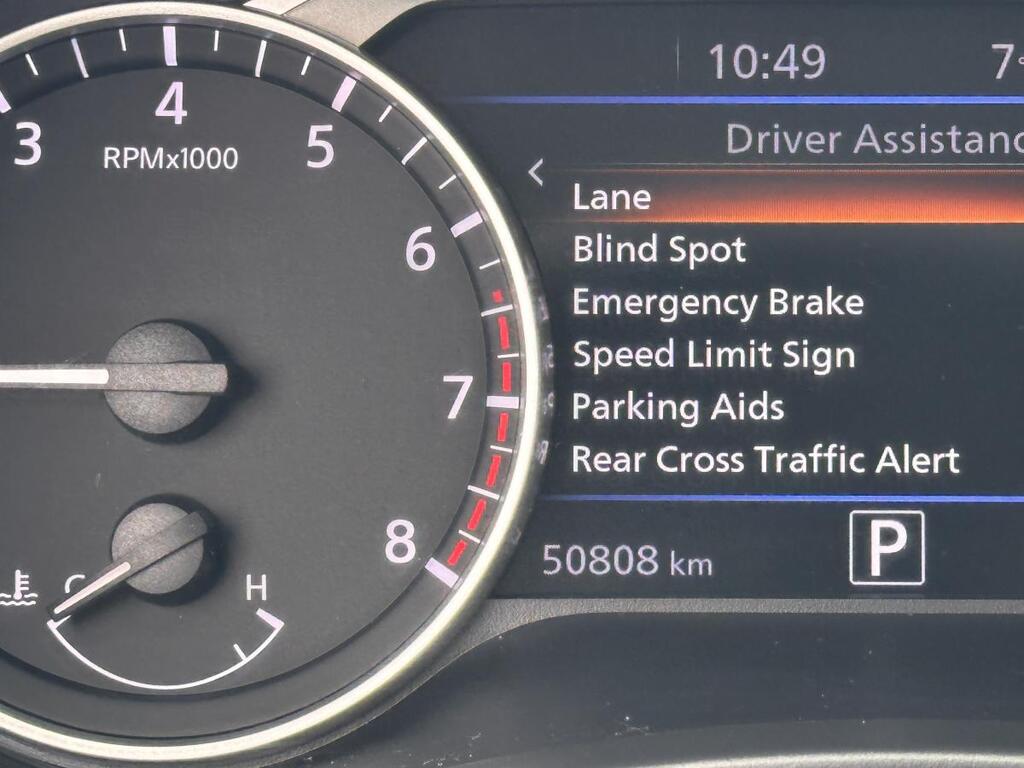 3
4
5
6
7
8
RPMx1000
C
H
10:49
7°
Driver Assistanc
<
Lane
Blind Spot
Emergency Brake
Speed Limit Sign
Parking Aids
Rear Cross Traffic Alert
50808 km
P